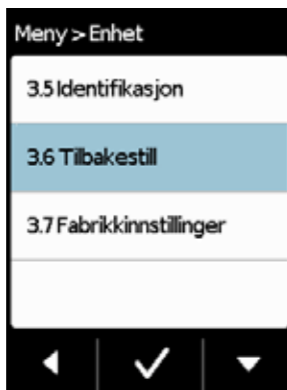 Meny > Enhet
3.5 Identifikasjon
3.6 Tilbakestill
3.7 Fabrikkinnstillinger